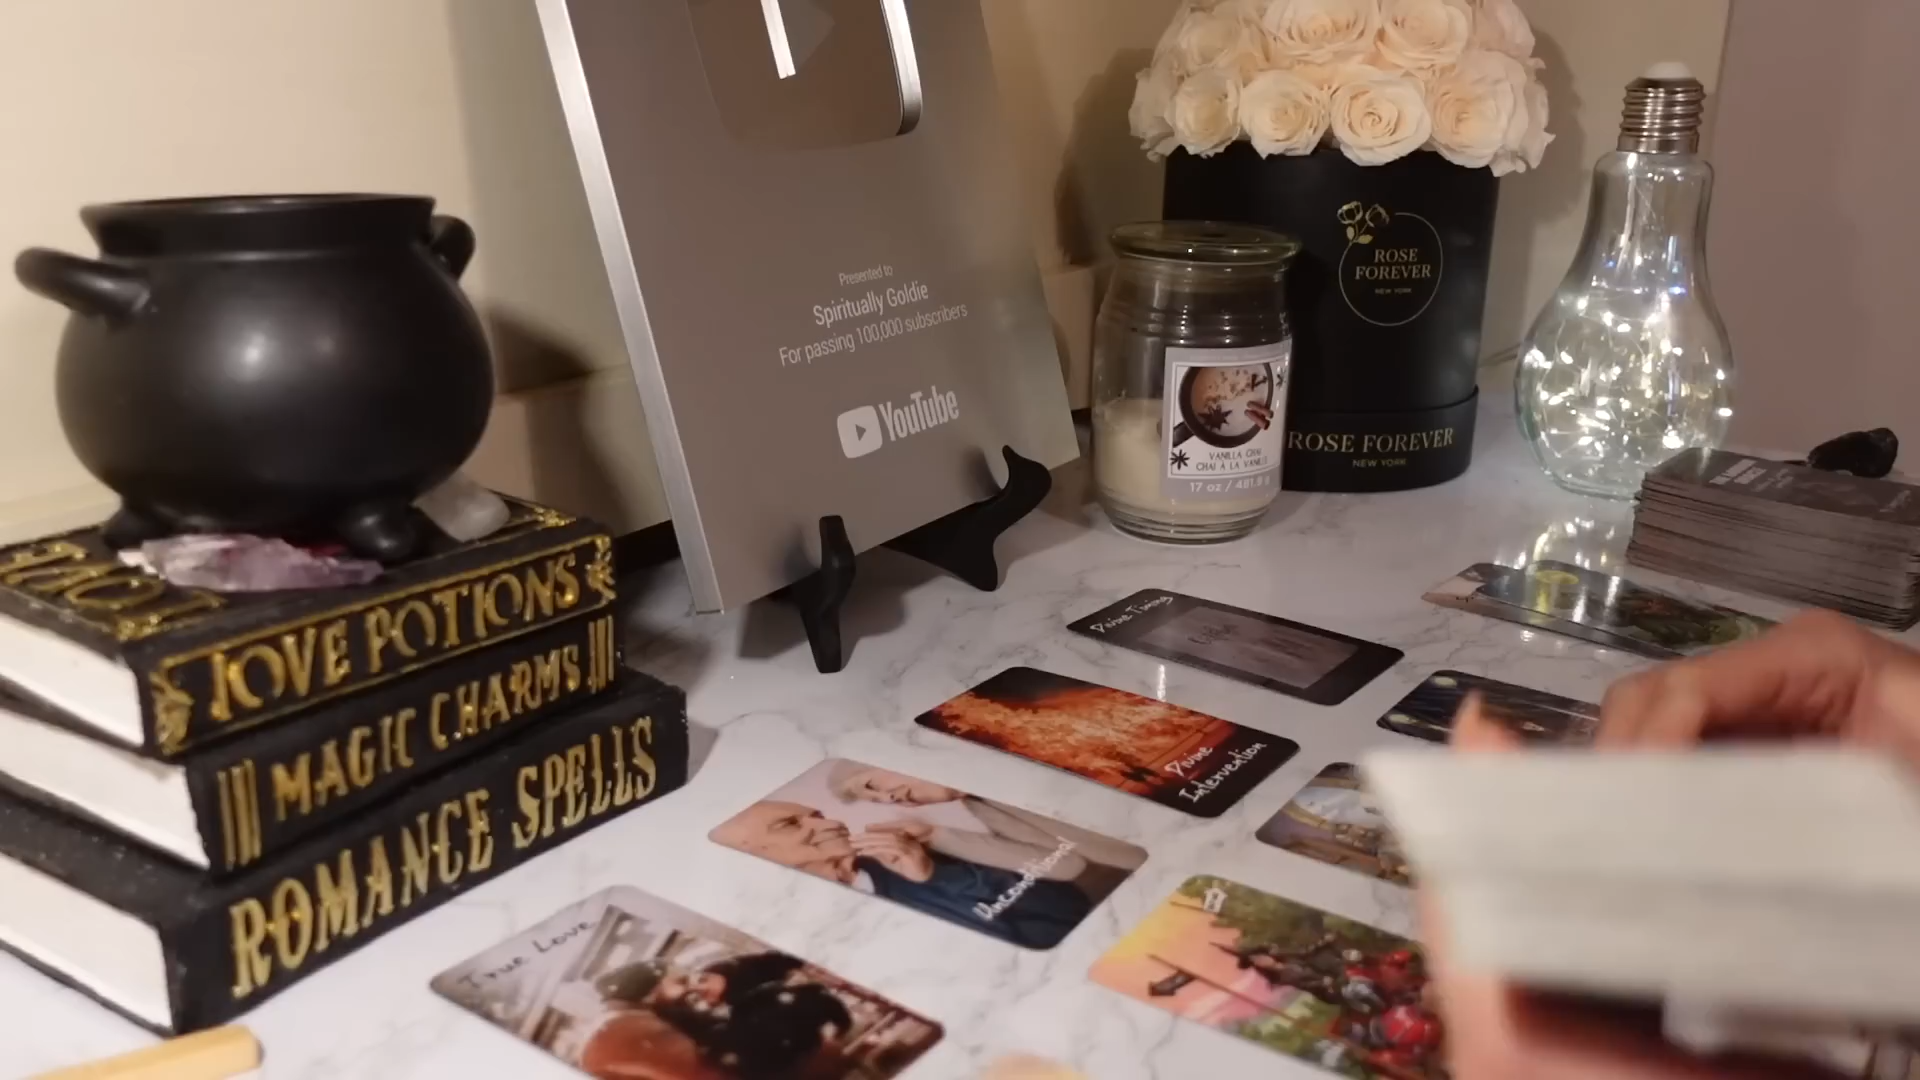 Presented to
Spiritually Goldie
For passing 100,000 subscribers
YouTube
ROSE
FOREVER
NEW YORK
ROSE FOREVER
NEW YORK
VANILLA CHAI
CHAI À LA VANILLE
17 oz / 481.9 g
LOVE POTIONS
MAGIC CHARMS
ROMANCE SPELLS
Divine Timing
Divine
Intervention
Unconditional
True Love